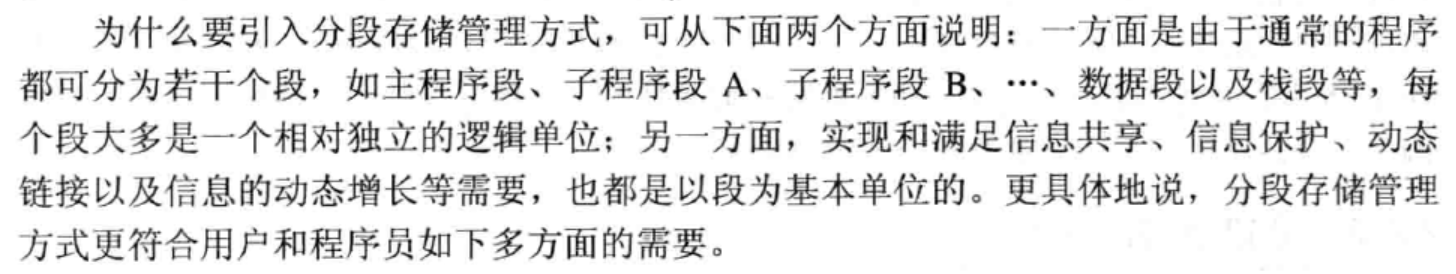 为什么要引入分段存储管理方式，可从下面两个方面说明：一方面是由于通常的程序
都可分为若干个段，如主程序段、子程序段 A、子程序段 B、…、数据段以及栈段等，每
个段大多是一个相对独立的逻辑单位；另一方面，实现和满足信息共享、信息保护、动态
链接以及信息的动态增长等需要，也都是以段为基本单位的。更具体地说，分段存储管理
方式更符合用户和程序员如下多方面的需要。